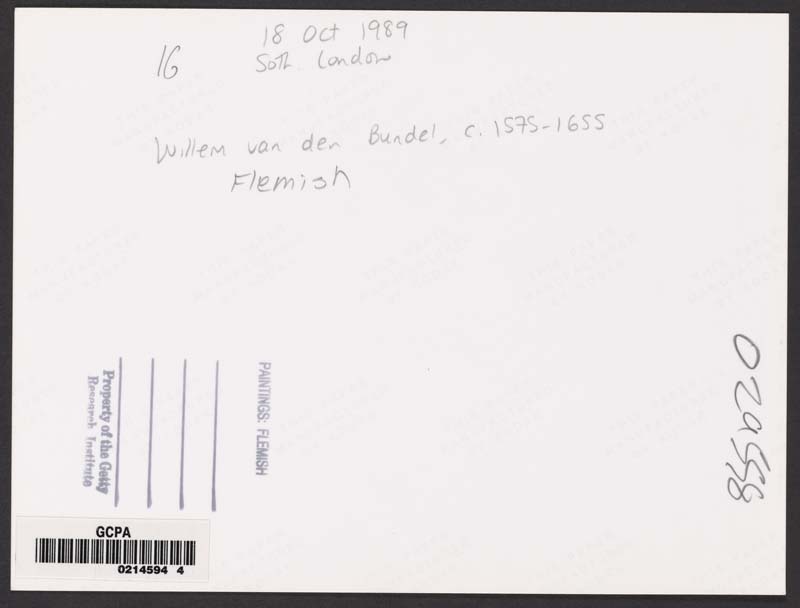 18 Oct 1989
16
Soth. London
Willem van den Bundel, c. 1575-1655
Flemish
PAINTINGS: FLEMISH
Property of the Getty
Research Institute
GCPA
0214594 4